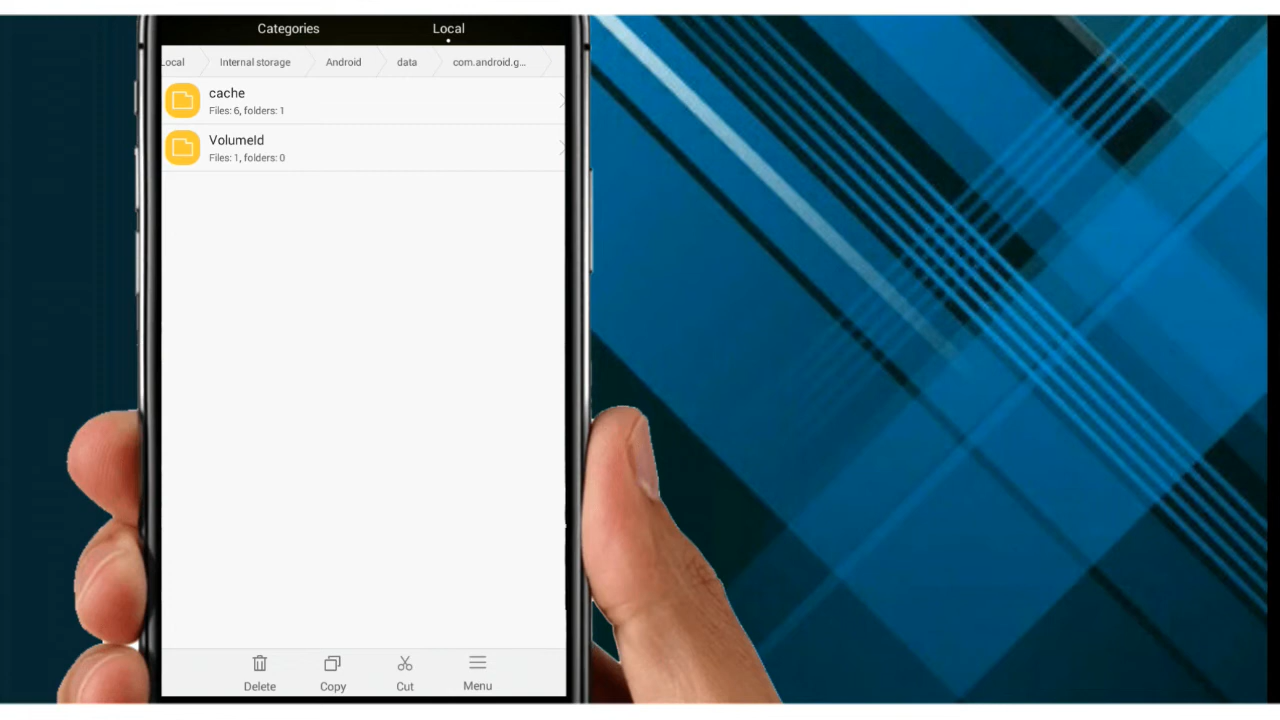 Categories Local
Local Internal storage Android data com.android.g...
cache
Files: 6, folders: 1
VolumeId
Files: 1, folders: 0
Delete Copy Cut Menu